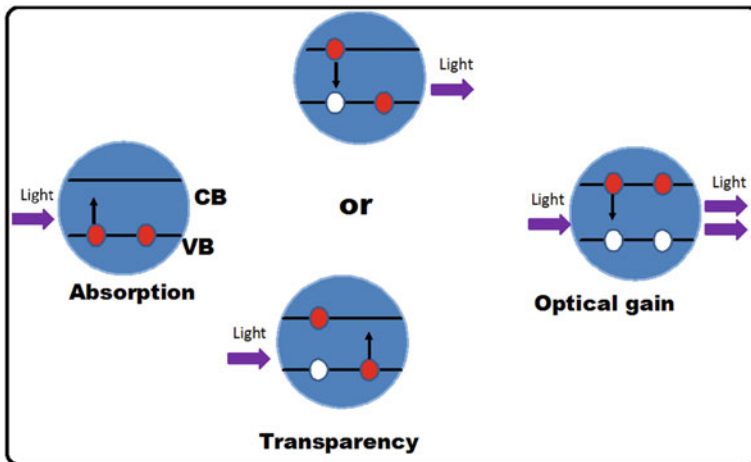 Light
Light
CB
VB
Absorption
or
Light
Transparency
Light
Light
Optical gain